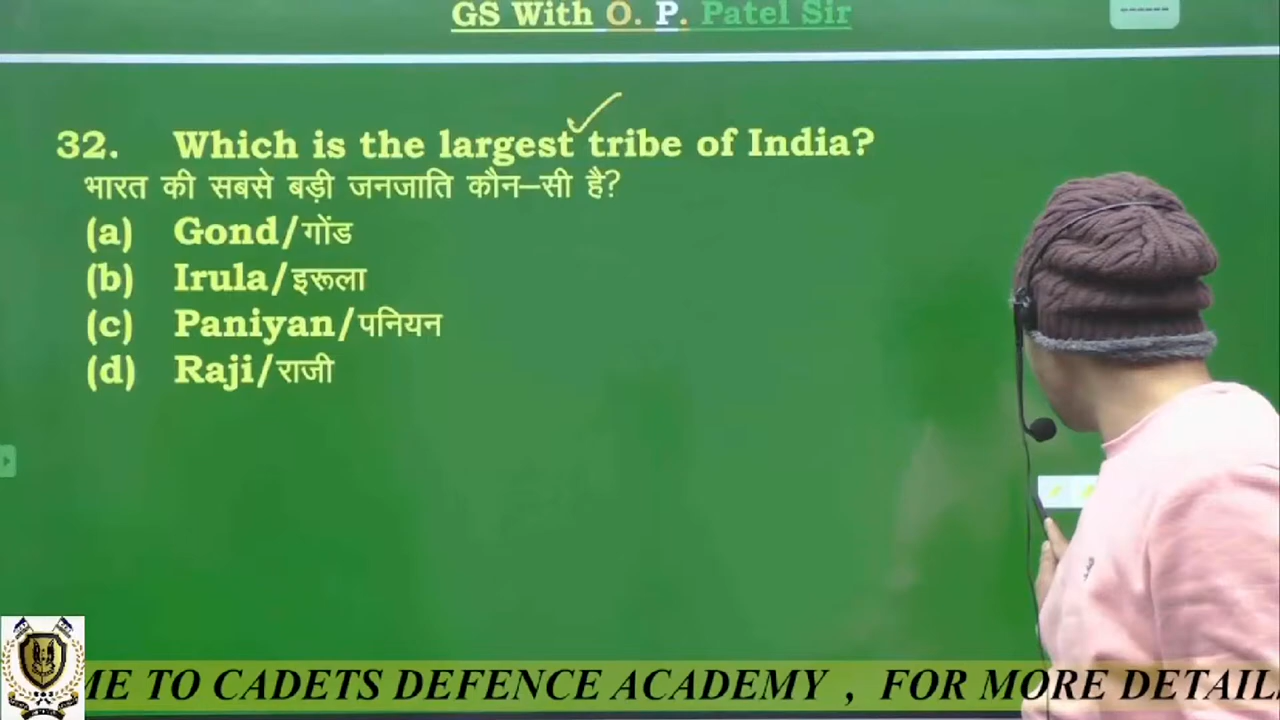 GS With O. P. Patel Sir
32. Which is the largest tribe of India?
भारत की सबसे बड़ी जनजाति कौन–सी है?
(a) Gond/गोंड
(b) Irula/इरूला
(c) Paniyan/पनियन
(d) Raji/राजी
ME TO CADETS DEFENCE ACADEMY , FOR MORE DETAIL